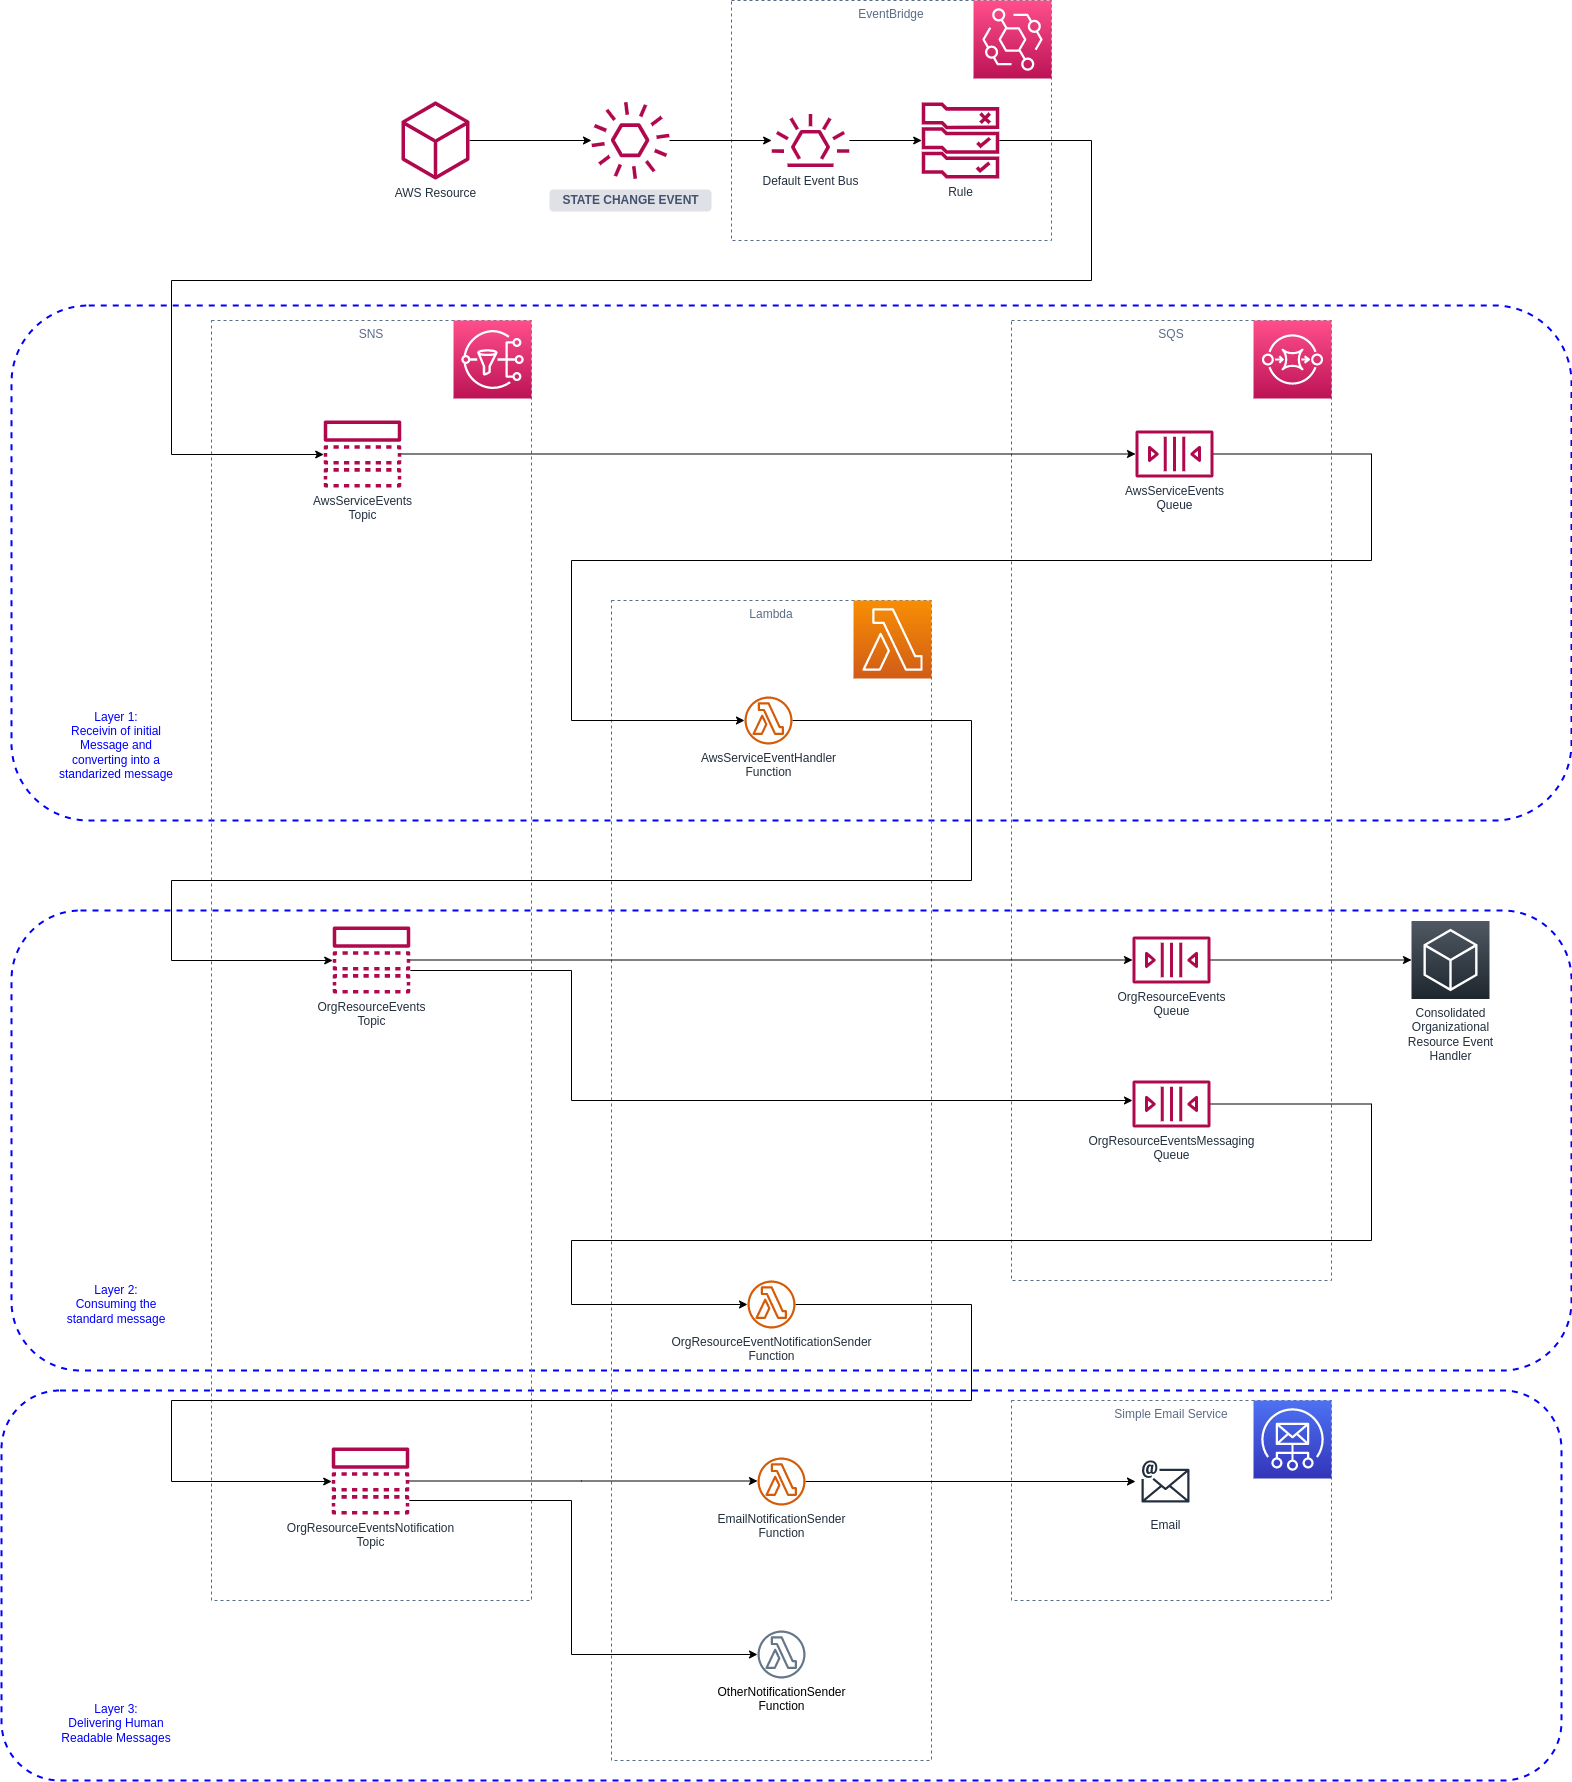 EventBridge
AWS Resource
STATE CHANGE EVENT
Default Event Bus
Rule
SNS
SQS
AwsServiceEvents
Topic
AwsServiceEvents
Queue
Lambda
Layer 1:
Receivin of initial
Message and
converting into a
standarized message
AwsServiceEventHandler
Function
OrgResourceEvents
Topic
OrgResourceEvents
Queue
Consolidated
Organizational
Resource Event
Handler
OrgResourceEventsMessaging
Queue
Layer 2:
Consuming the
standard message
OrgResourceEventNotificationSender
Function
Simple Email Service
@
OrgResourceEventsNotification
Topic
EmailNotificationSender
Function
Email
OtherNotificationSender
Function
Layer 3:
Delivering Human
Readable Messages